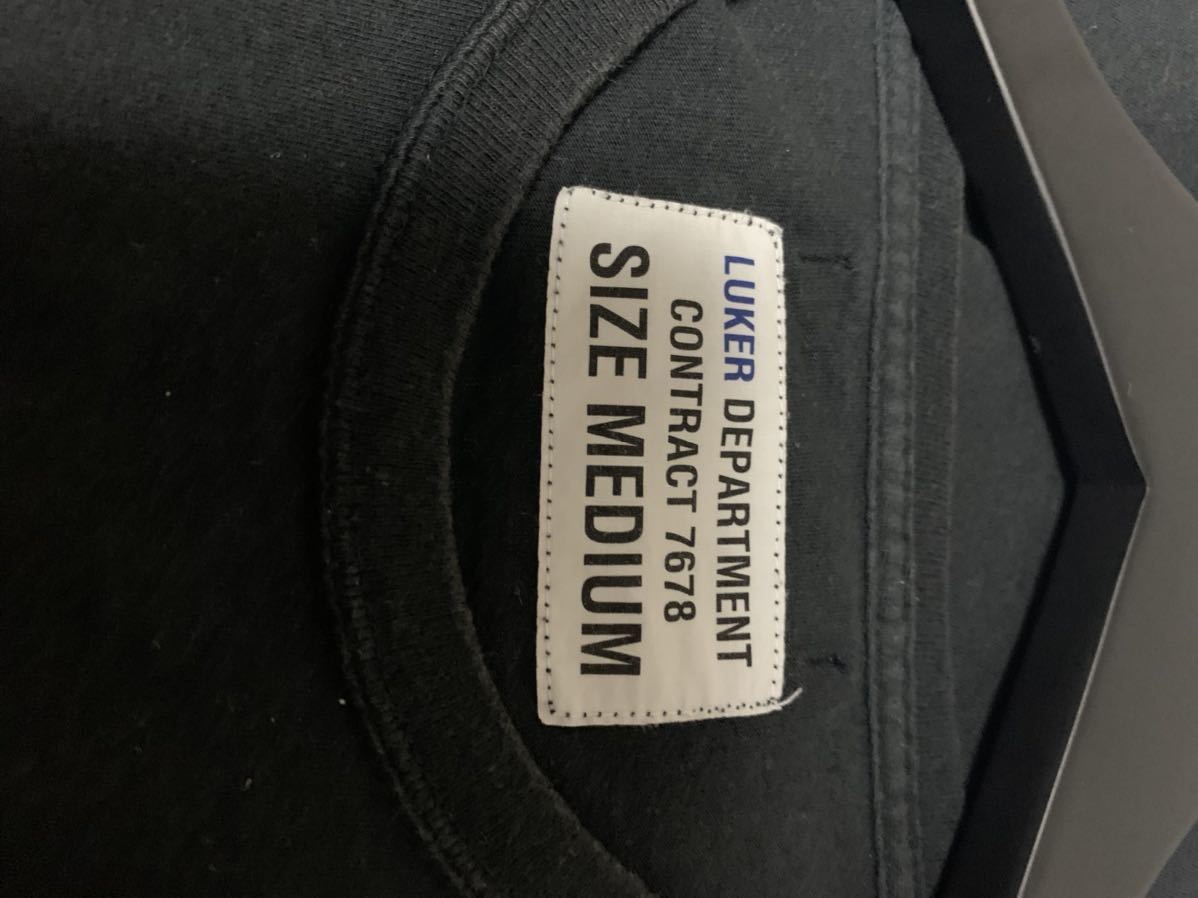 LUKER DEPARTMENT
CONTRACT 7678
SIZE MEDIUM